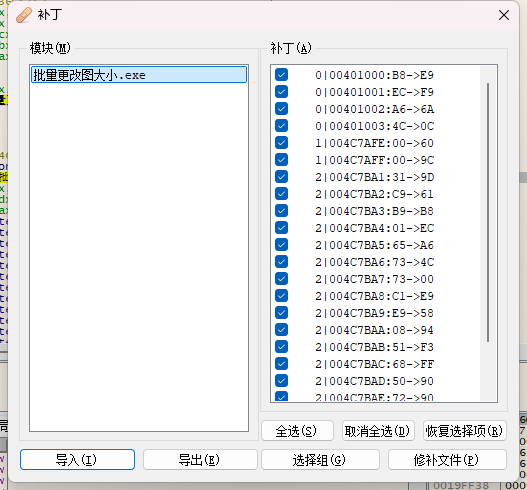 补丁
模块(M)
补丁(A)
批量更改图大小.exe
0|00401000:B8->E9
0|00401001:EC->F9
0|00401002:A6->6A
0|00401003:4C->0C
1|004C7AFE:00->60
1|004C7AFF:00->9C
2|004C7BA1:31->9D
2|004C7BA2:C9->61
2|004C7BA3:B9->B8
2|004C7BA4:01->EC
2|004C7BA5:65->A6
2|004C7BA6:73->4C
2|004C7BA7:73->00
2|004C7BA8:C1->E9
2|004C7BA9:E9->58
2|004C7BAA:08->94
2|004C7BAB:51->F3
2|004C7BAC:68->FF
2|004C7BAD:50->90
2|004C7BAE:72->90
全选(S)
取消全选(D)
恢复选择项(R)
导入(I)
导出(E)
选择组(G)
修补文件(P)
0019FF38